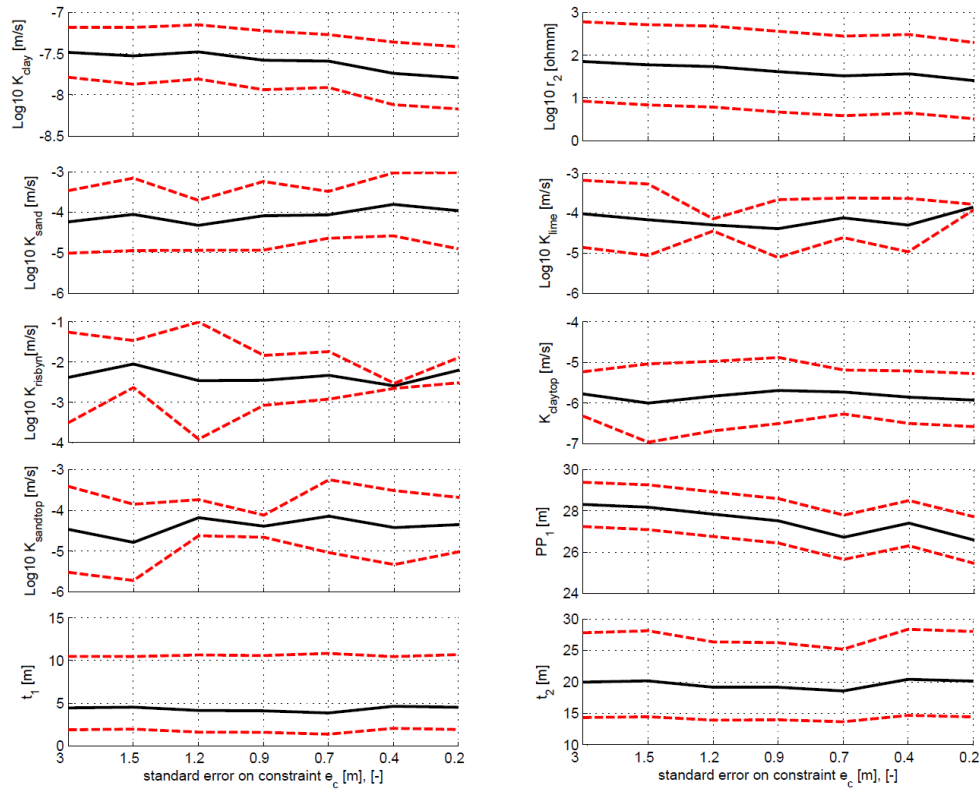 Log10 K_clay [m/s]
-7
-7.5
-8
-8.5
Log10 r_2 [ohmm]
3
2
1
0
Log10 K_sand [m/s]
-3
-4
-5
-6
Log10 K_lime [m/s]
-3
-4
-5
-6
Log10 K_risbyn[m/s]
-1
-2
-3
-4
K_claytop [m/s]
-4
-5
-6
-7
Log10 K_sandtop [m/s]
-3
-4
-5
-6
PP_1 [m]
30
28
26
24
t_1 [m]
15
10
5
0
3 1.5 1.2 0.9 0.7 0.4 0.2
standard error on constraint e_c [m], [-]
t_2 [m]
30
25
20
15
10
3 1.5 1.2 0.9 0.7 0.4 0.2
standard error on constraint e_c [m], [-]